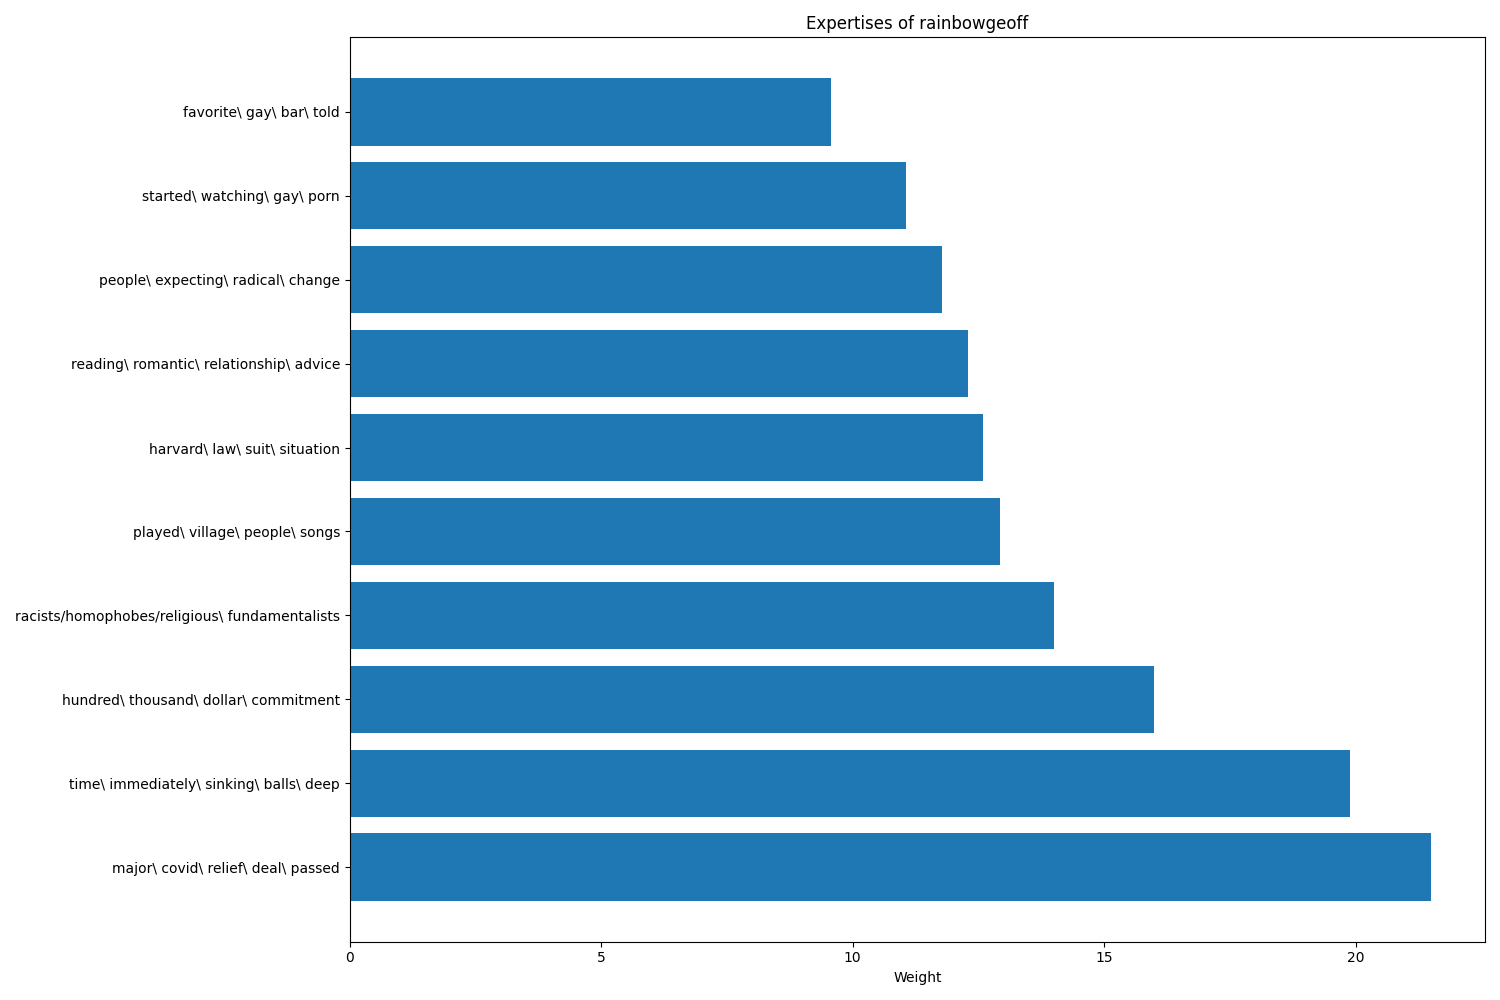 Expertises of rainbowgeoff
favorite\ gay\ bar\ told
started\ watching\ gay\ porn
people\ expecting\ radical\ change
reading\ romantic\ relationship\ advice
harvard\ law\ suit\ situation
played\ village\ people\ songs
racists/homophobes/religious\ fundamentalists
hundred\ thousand\ dollar\ commitment
time\ immediately\ sinking\ balls\ deep
major\ covid\ relief\ deal\ passed
0 5 10 15 20
Weight